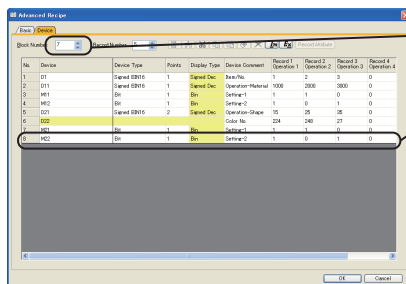 Advanced Recipe
Basic Device
Block Number 7 Record Number 5 Record Attribute
No. Device Device Type Points Display Type Device Comment Record 1 Operation 1 Record 2 Operation 2 Record 3 Operation 3 Record 4 Operation 4
1 D1 Signed BIN16 1 Signed Dec Item/No. 1 2 3 0
2 D11 Signed BIN16 1 Signed Dec Operation-Material 1000 2000 3000 0
3 M11 Bit 1 Bin Setting-1 1 1 0 0
4 M12 Bit 1 Bin Setting-2 1 0 1 0
5 D21 Signed BIN16 2 Signed Dec Operation-Shape 15 25 35 0
6 D22 Color No. 224 248 27 0
7 M21 Bit 1 Bin Setting-1
8 M22 Bit 1 Bin Setting-2 1 0 1 0
OK Cancel